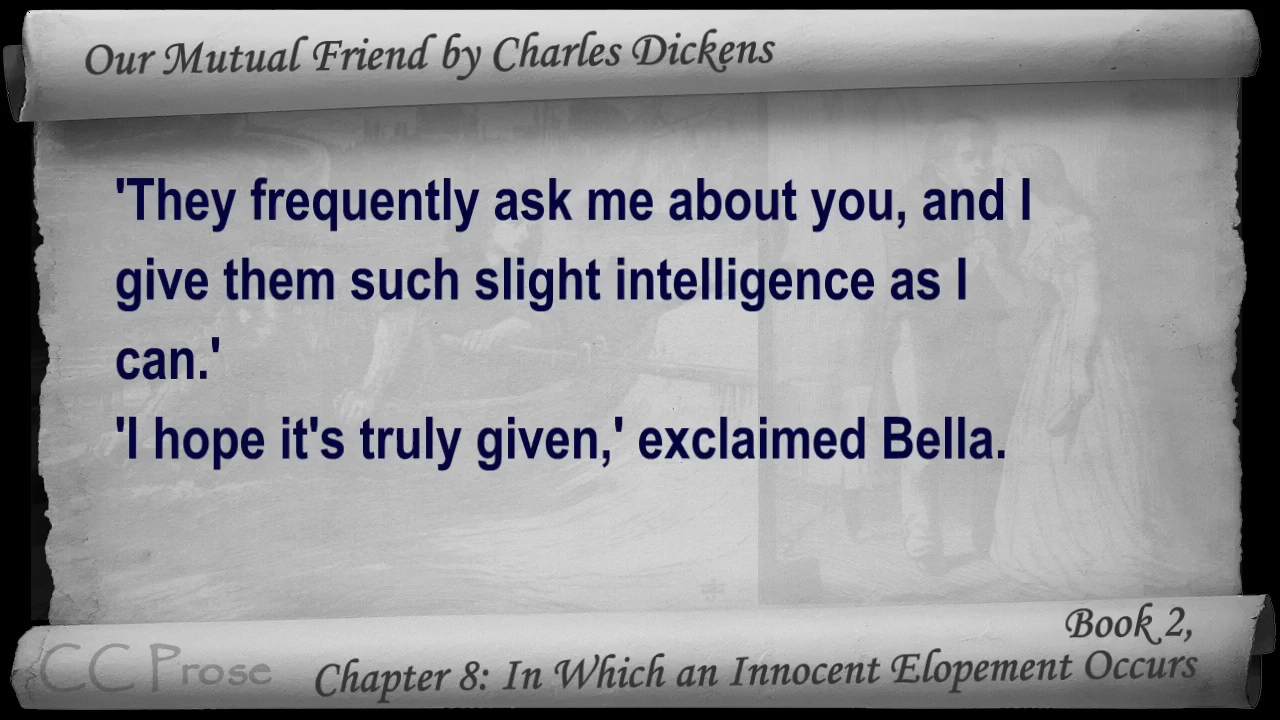 Our Mutual Friend by Charles Dickens
'They frequently ask me about you, and I
give them such slight intelligence as I
can.'
'I hope it's truly given,' exclaimed Bella.
Book 2,
Chapter 8: In Which an Innocent Elopement Occurs
CC Prose